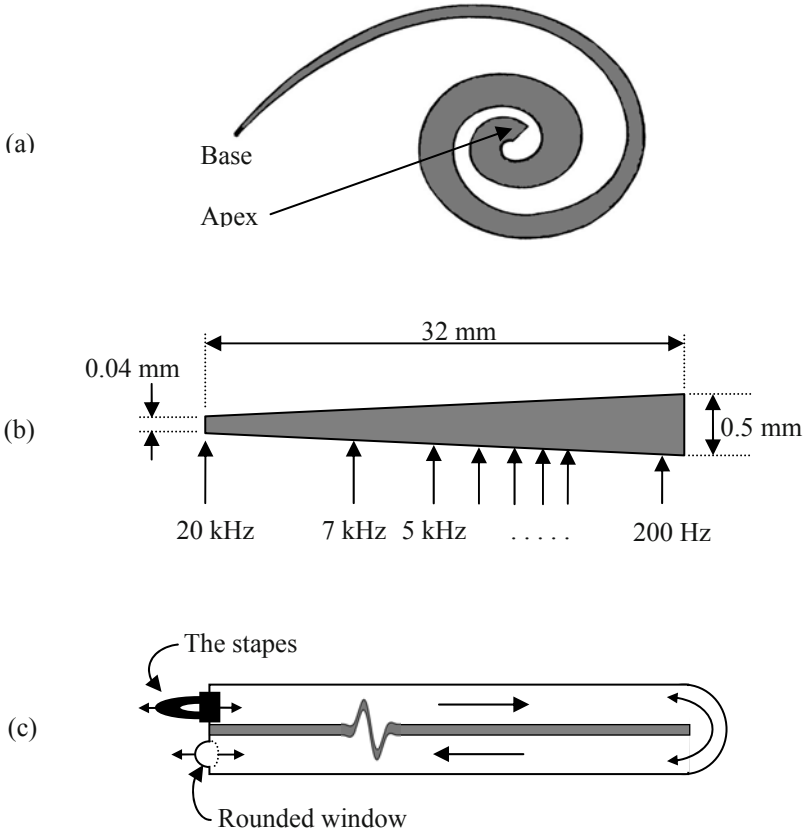 (a)
Base
Apex
32 mm
0.04 mm
(b)
0.5 mm
20 kHz 7 kHz 5 kHz . . . . . 200 Hz
The stapes
(c)
Rounded window